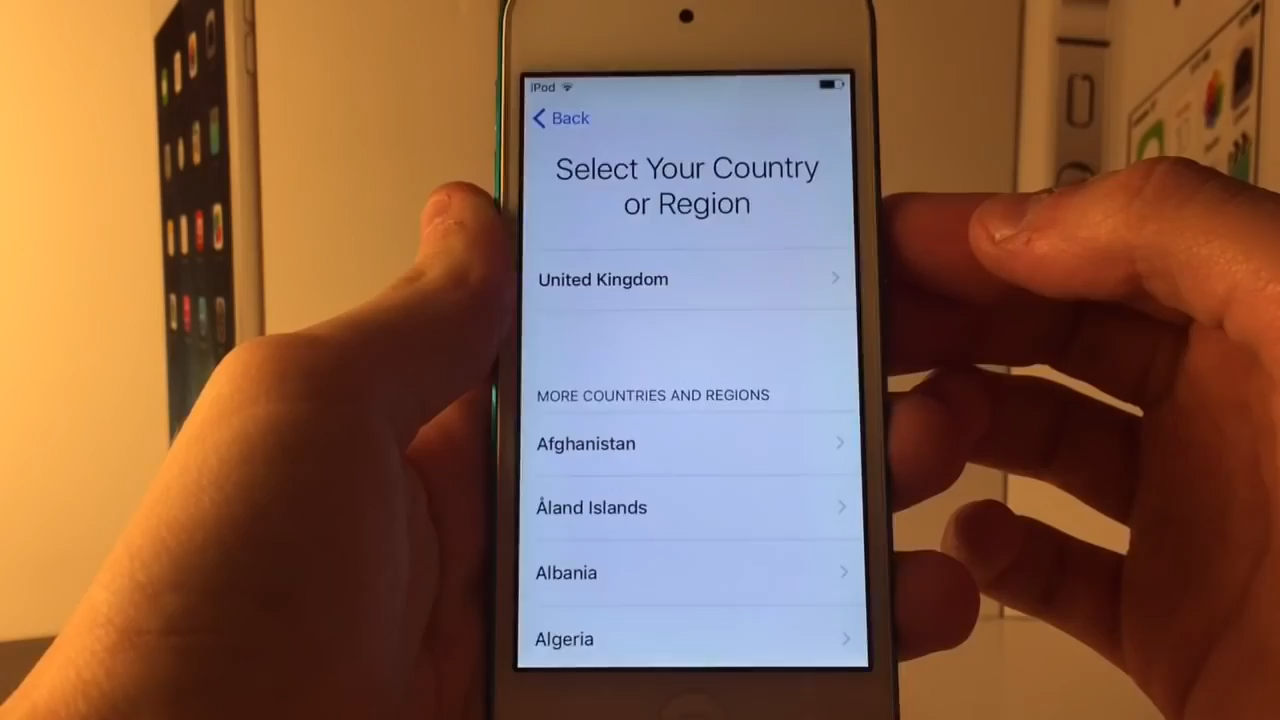 iPod
Back
Select Your Country
or Region
United Kingdom
MORE COUNTRIES AND REGIONS
Afghanistan
Åland Islands
Albania
Algeria